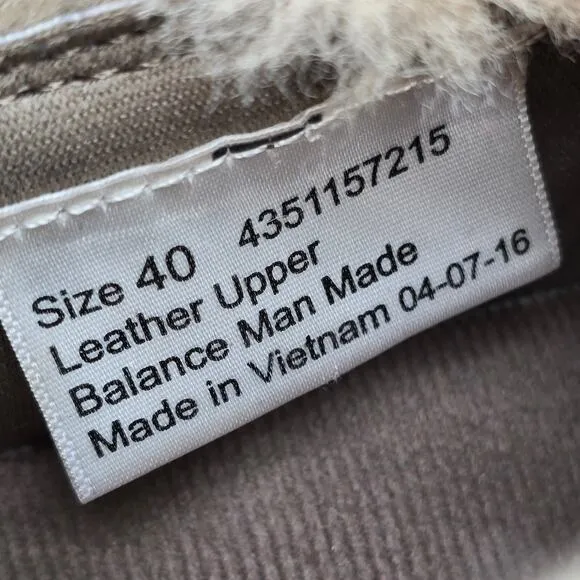 Size 40 4351157215
Leather Upper
Balance Man Made
Made in Vietnam 04-07-16